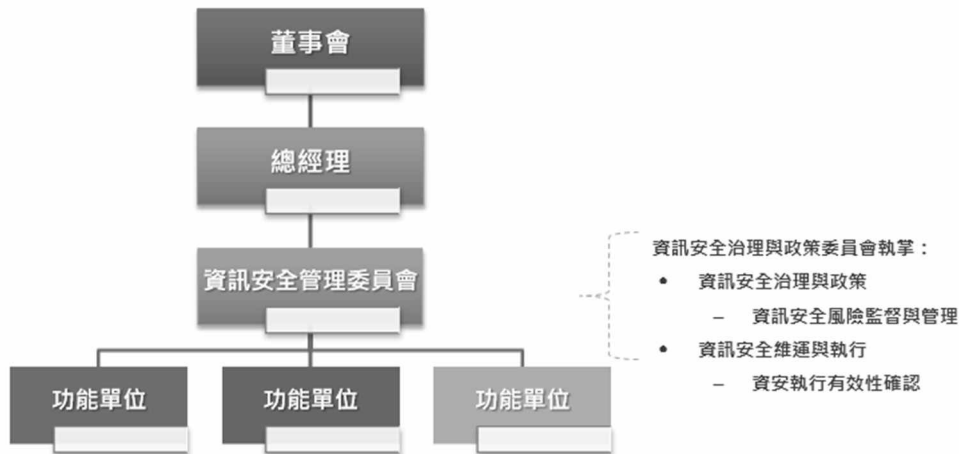 董事會
總經理
資訊安全管理委員會
功能單位
功能單位
功能單位
資訊安全治理與政策委員會執掌：
• 資訊安全治理與政策
– 資訊安全風險監督與管理
• 資訊安全維運與執行
– 資安執行有效性確認